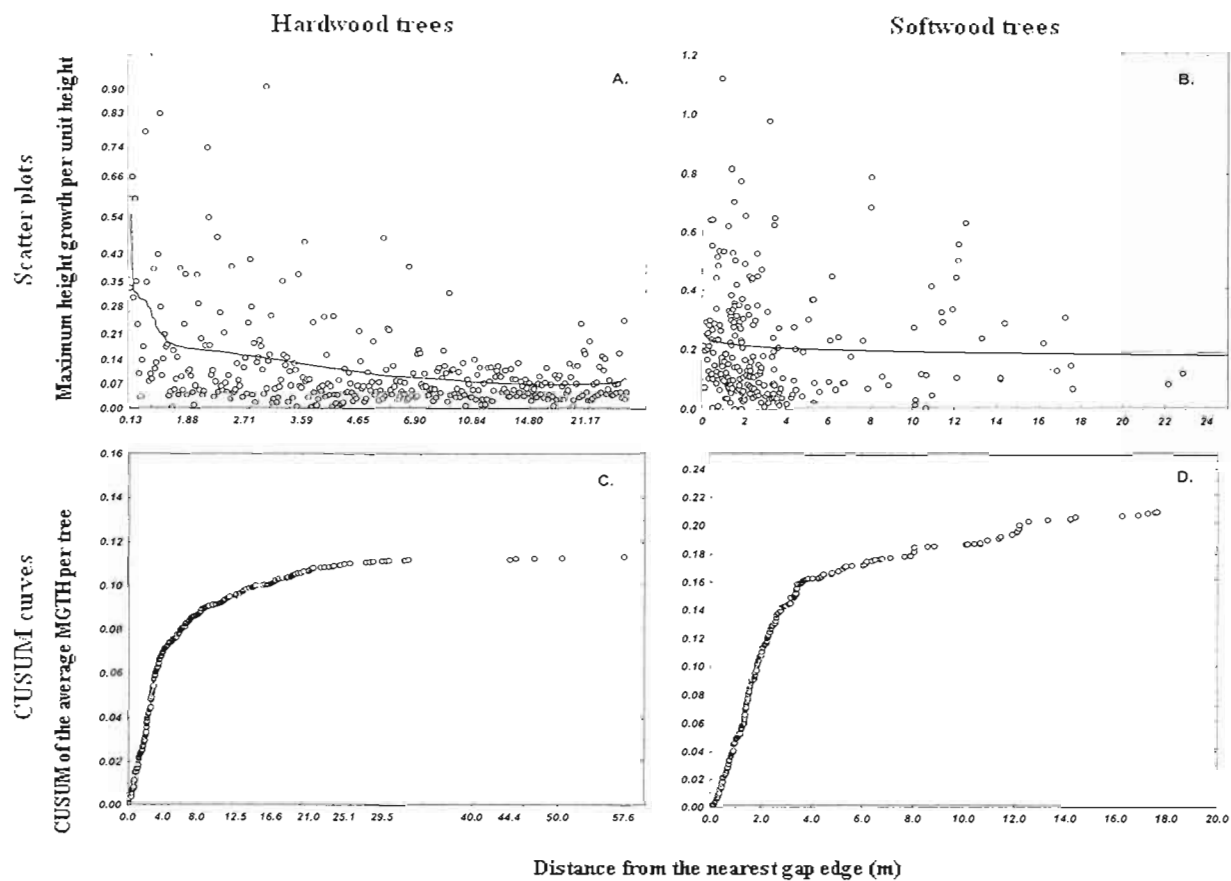 Hardwood trees
Softwood trees
Scatter plots
Maximum height growth per unit height
A.
0.90
0.83
0.74
0.66
0.54
0.43
0.35
0.28
0.21
0.14
0.07
0.00
0.13 1.88 2.71 3.59 4.65 6.90 10.84 14.80 21.17
B.
1.2
1.0
0.8
0.6
0.4
0.2
0.0
0 2 4 6 8 10 12 14 16 18 20 22 24
CUSUM curves
CUSUM of the average MGTH per tree
C.
0.16
0.14
0.12
0.10
0.08
0.06
0.04
0.02
0.00
0.0 4.0 8.0 12.5 16.6 21.0 25.1 29.5 40.0 44.4 50.0 57.6
D.
0.24
0.22
0.20
0.18
0.16
0.14
0.12
0.10
0.08
0.06
0.04
0.02
0.00
0.0 2.0 4.0 6.0 8.0 10.0 12.0 14.0 16.0 18.0 20.0
Distance from the nearest gap edge (m)